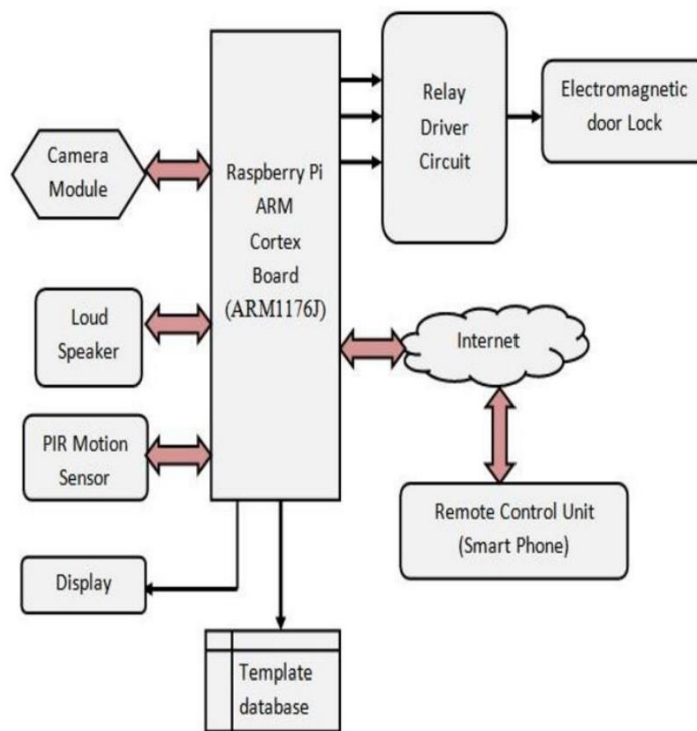 Camera
Module
Loud
Speaker
PIR Motion
Sensor
Display
Raspberry Pi
ARM
Cortex
Board
(ARM1176J)
Template
database
Relay
Driver
Circuit
Electromagnetic
door Lock
Internet
Remote Control Unit
(Smart Phone)